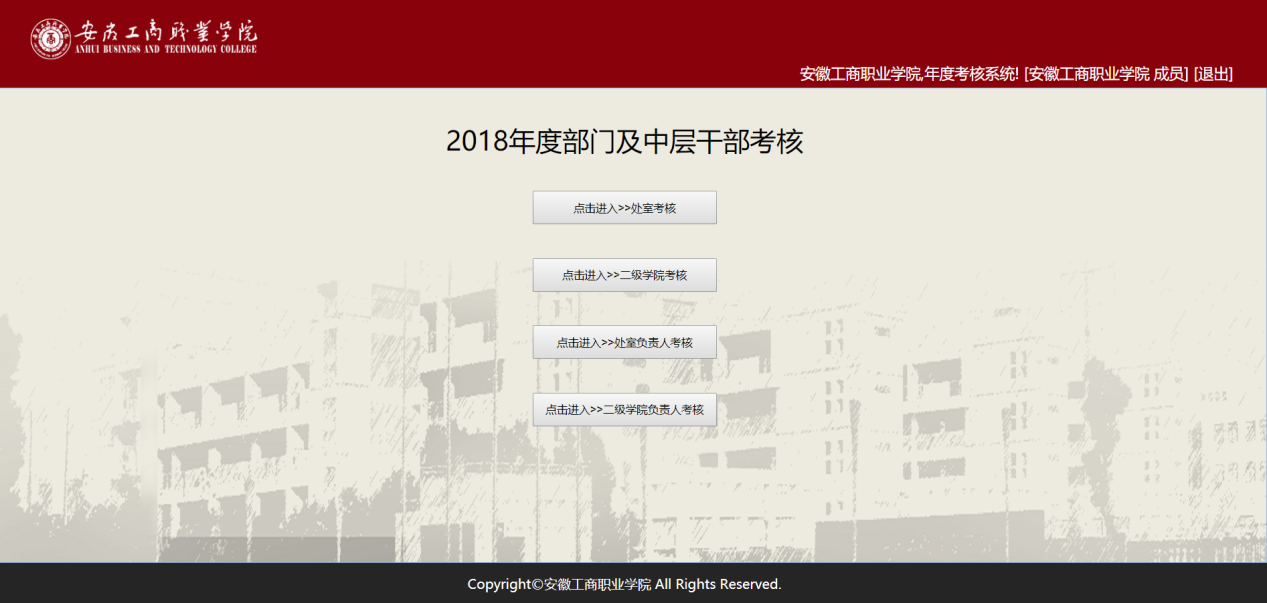 安徽工商职业学院
ANHUI BUSINESS AND TECHNOLOGY COLLEGE
安徽工商职业学院,年度考核系统! [安徽工商职业学院 成员] [退出]
2018年度部门及中层干部考核
点击进入>>处室考核
点击进入>>二级学院考核
点击进入>>处室负责人考核
点击进入>>二级学院负责人考核
Copyright©安徽工商职业学院 All Rights Reserved.